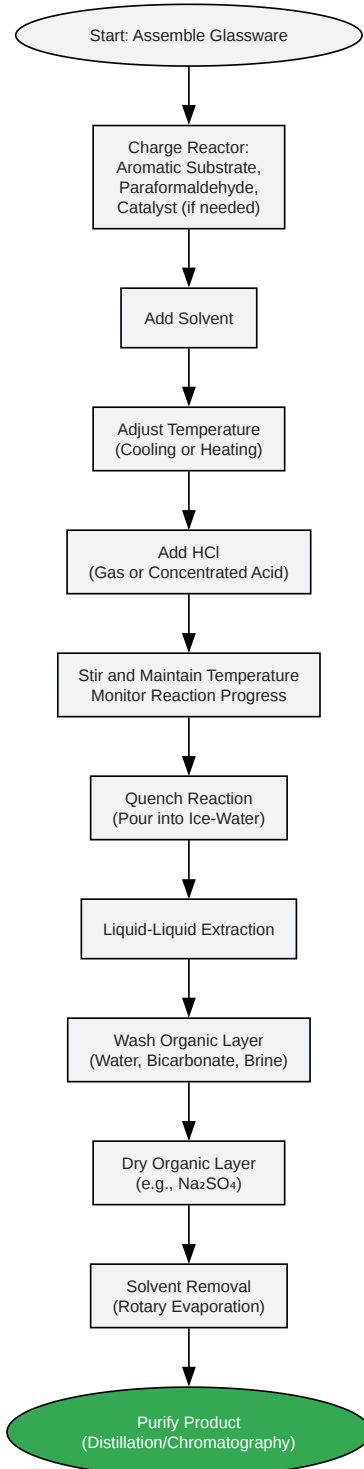 Start: Assemble Glassware
Charge Reactor:
Aromatic Substrate,
Paraformaldehyde,
Catalyst (if needed)
Add Solvent
Adjust Temperature
(Cooling or Heating)
Add HCl
(Gas or Concentrated Acid)
Stir and Maintain Temperature
Monitor Reaction Progress
Quench Reaction
(Pour into Ice-Water)
Liquid-Liquid Extraction
Wash Organic Layer
(Water, Bicarbonate, Brine)
Dry Organic Layer
(e.g., Na₂SO₄)
Solvent Removal
(Rotary Evaporation)
Purify Product
(Distillation/Chromatography)